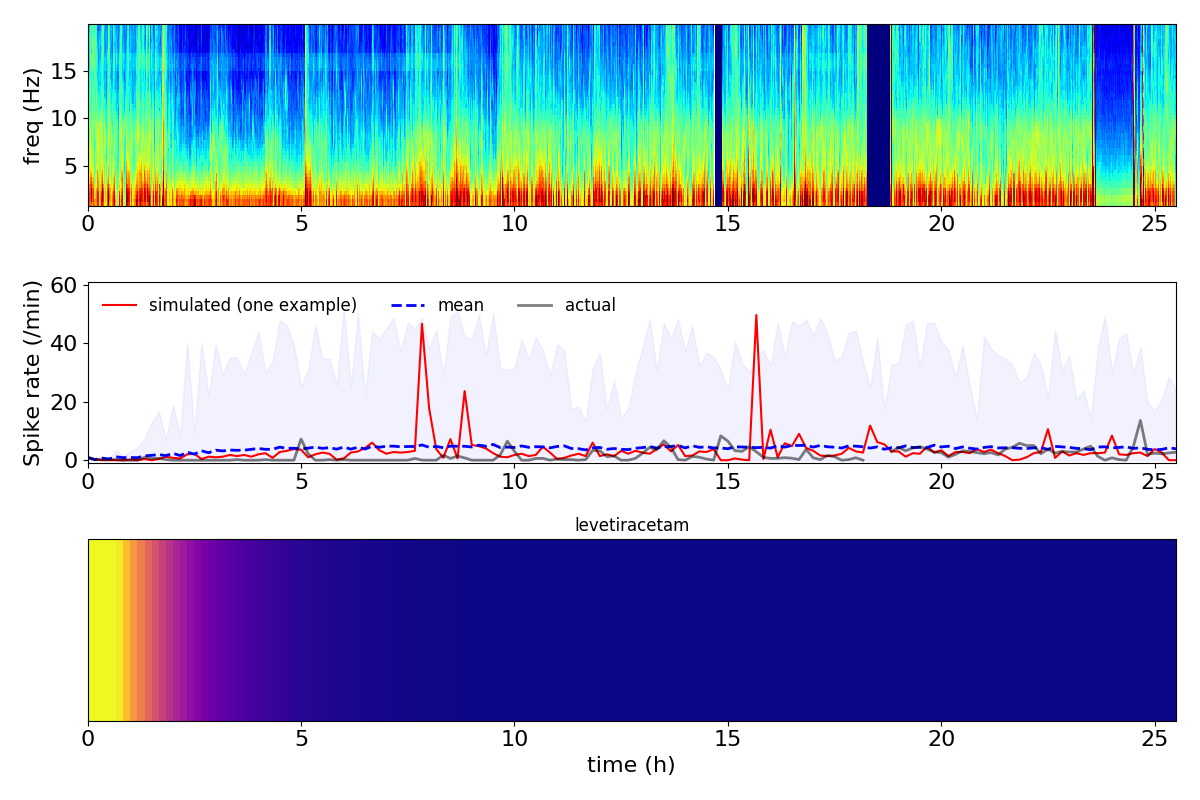 freq (Hz)
15
10
5
0 5 10 15 20 25
Spike rate (/min)
60
40
20
0
simulated (one example) mean actual
0 5 10 15 20 25
levetiracetam
0 5 10 15 20 25
time (h)